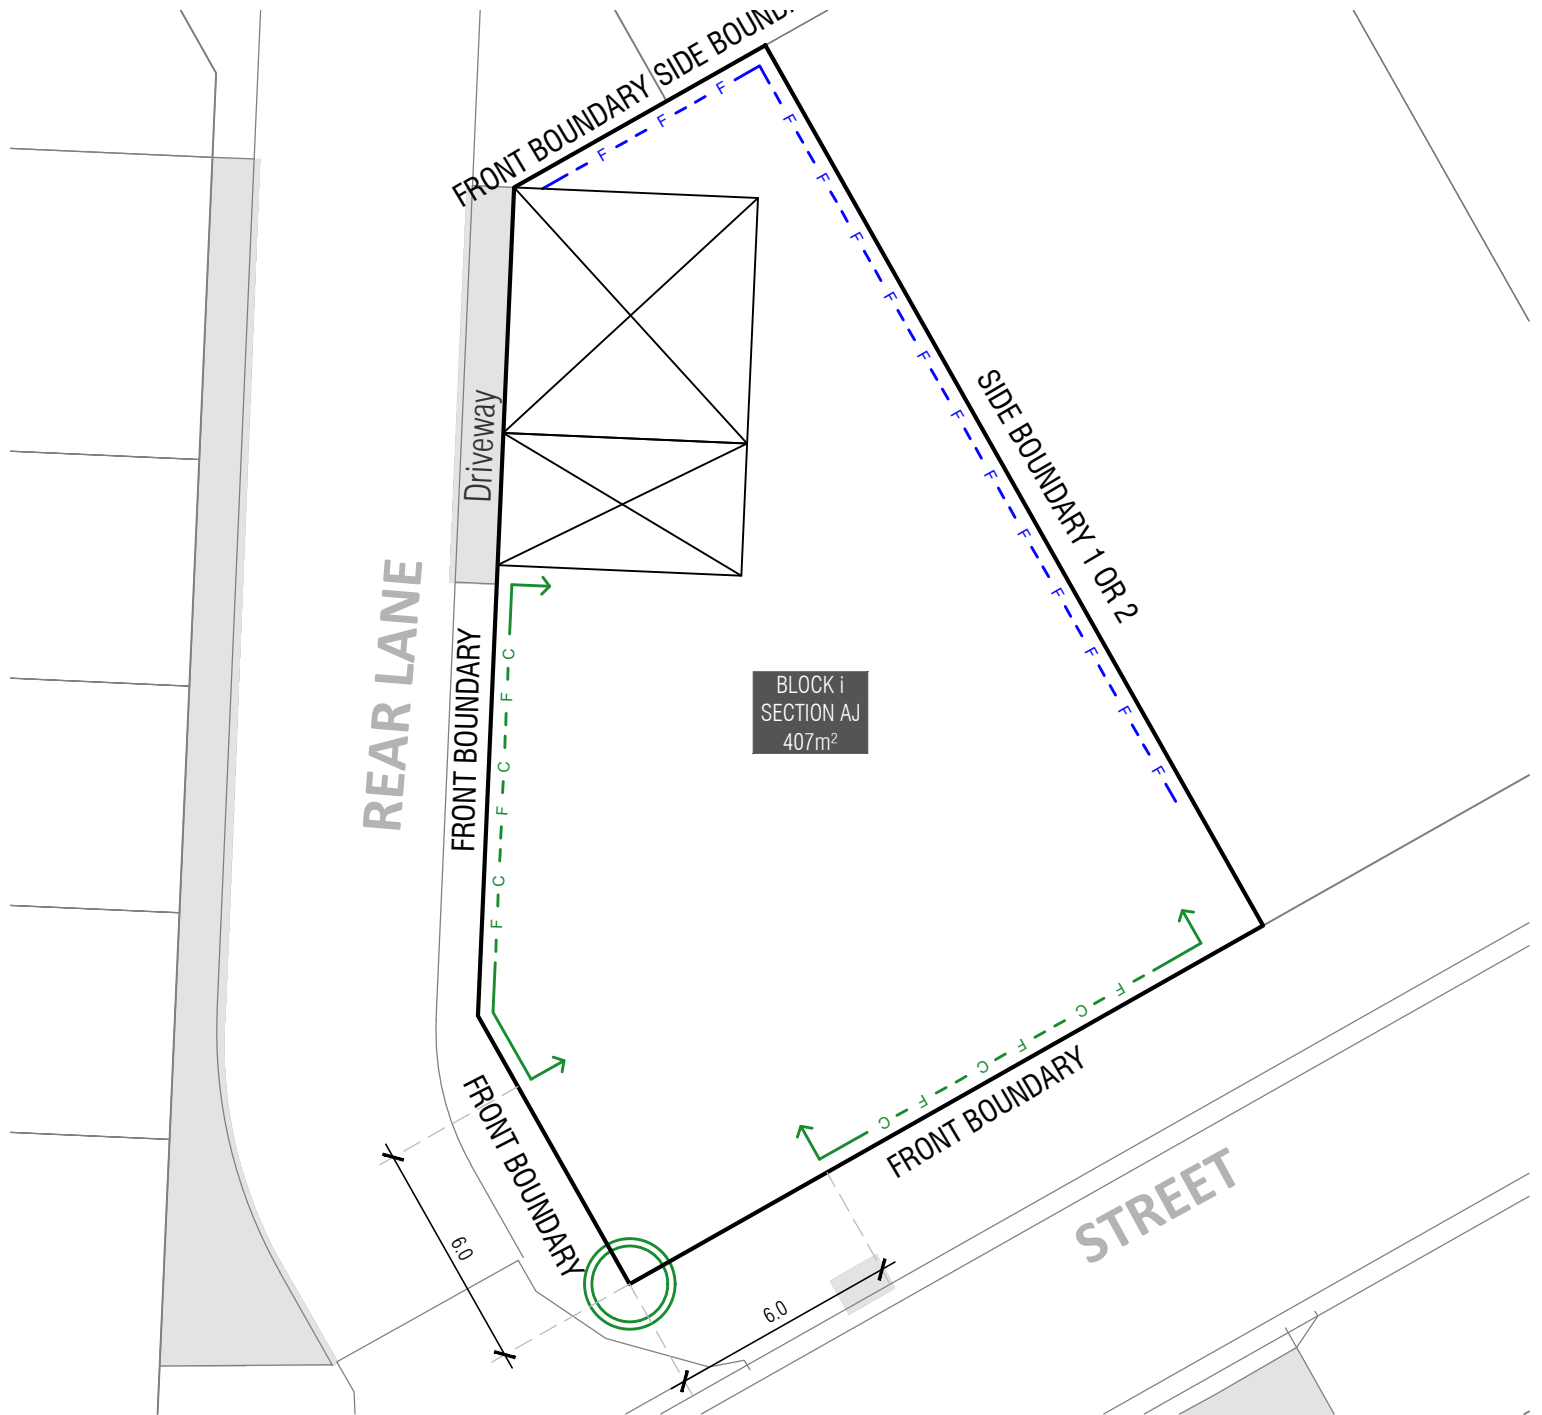 FRONT BOUNDARY
SIDE BOUND
F F F
F F F F F F F F F F F F
Driveway
SIDE BOUNDARY 1 OR 2
REAR LANE
FRONT BOUNDARY
C F C F C F
BLOCK i
SECTION AJ
407m²
F C F C F C
FRONT BOUNDARY
FRONT BOUNDARY
STREET
6.0
6.0